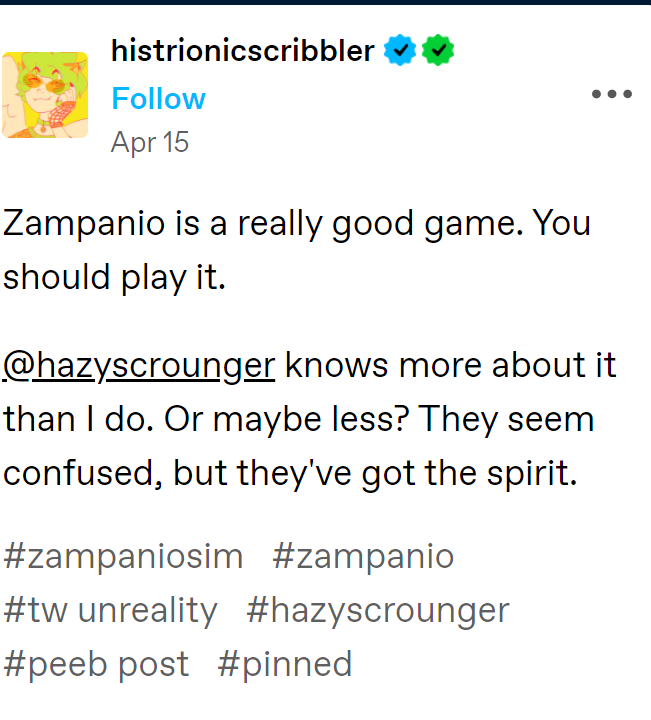 histrionicscribbler
Follow
Apr 15
Zampanio is a really good game. You
should play it.
@hazyscrounger knows more about it
than I do. Or maybe less? They seem
confused, but they've got the spirit.
#zampaniosim #zampanio
#tw unreality #hazyscrounger
#peeb post #pinned